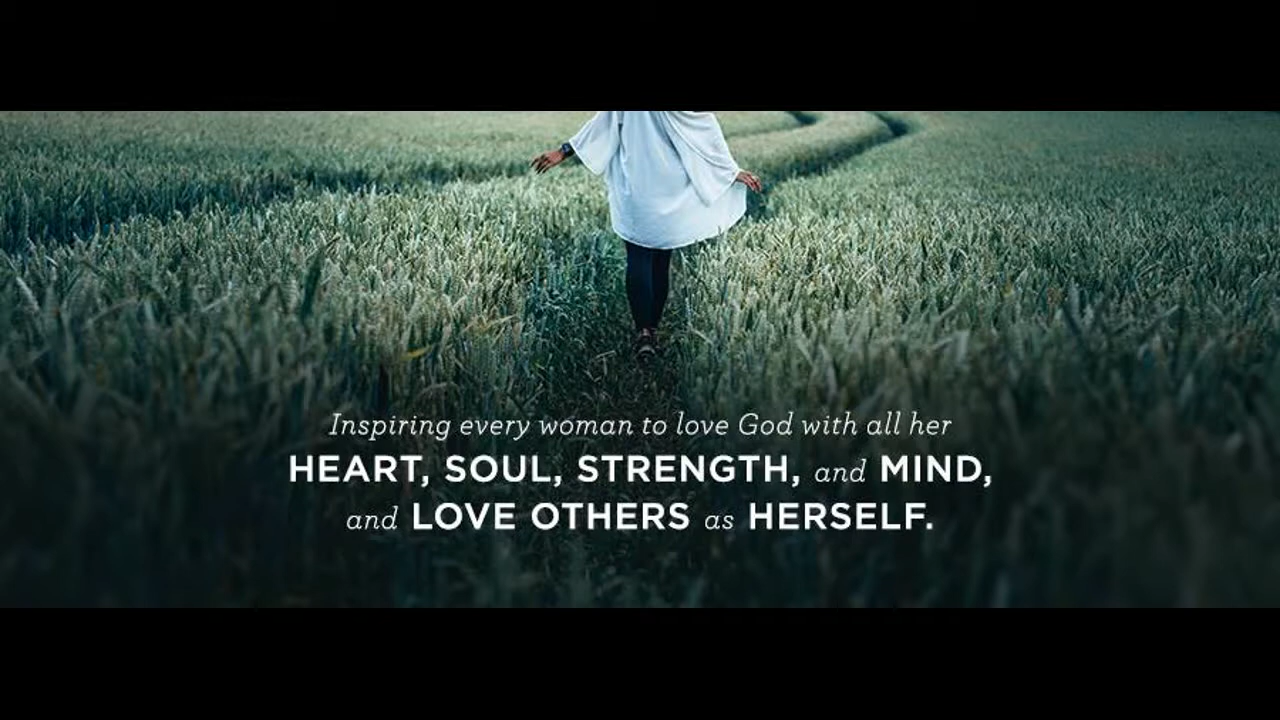 Inspiring every woman to love God with all her
HEART, SOUL, STRENGTH, and MIND,
and LOVE OTHERS as HERSELF.